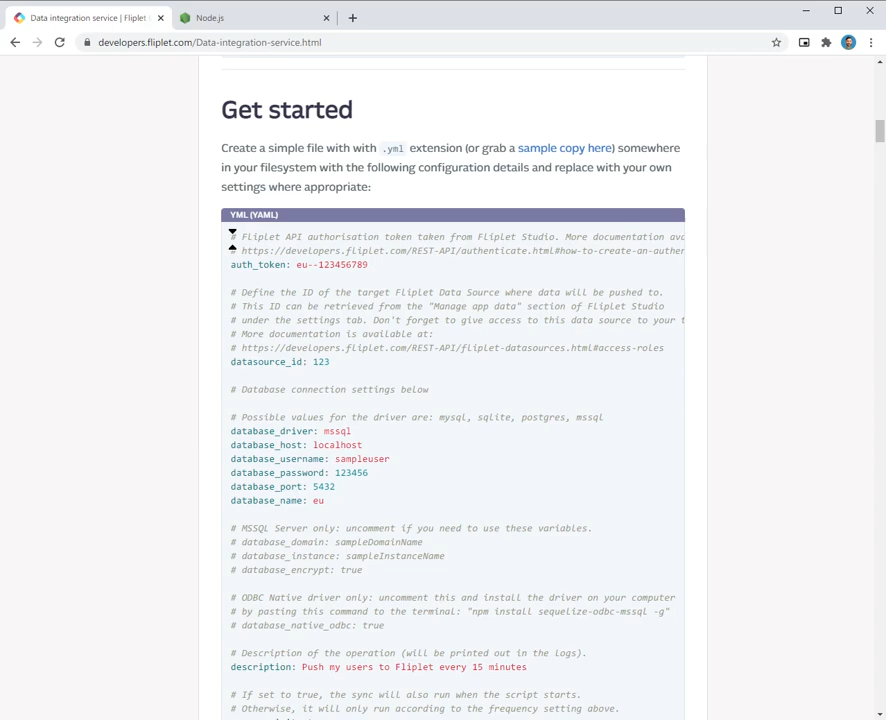 Data integration service | Fliplet
Node.js
developers.fliplet.com/Data-integration-service.html
Get started
Create a simple file with with .yml extension (or grab a sample copy here) somewhere
in your filesystem with the following configuration details and replace with your own
settings where appropriate:
YML (YAML)
# Fliplet API authorisation token taken from Fliplet Studio. More documentation
# https://developers.fliplet.com/REST-API/authenticate.html#how-to-create-an-authen
auth_token: eu--123456789
# Define the ID of the target Fliplet Data Source where data will be pushed to.
# This ID can be retrieved from the "Manage app data" section of Fliplet Studio
# under the settings tab. Don't forget to give access to this data source to your
# More documentation is available at:
# https://developers.fliplet.com/REST-API/fliplet-datasources.html#access-roles
datasource_id: 123
# Database connection settings below
# Possible values for the driver are: mysql, sqlite, postgres, mssql
database_driver: mssql
database_host: localhost
database_username: sampleuser
database_password: 123456
database_port: 5432
database_name: eu
# MSSQL Server only: uncomment if you need to use these variables.
# database_domain: sampleDomainName
# database_instance: sampleInstanceName
# database_encrypt: true
# ODBC Native driver only: uncomment this and install the driver on your computer
# by pasting this command to the terminal: "npm install sequelize-odbc-mssql -g"
# database_native_odbc: true
# Description of the operation (will be printed out in the logs).
description: Push my users to Fliplet every 15 minutes
# If set to true, the sync will also run when the script starts.
# Otherwise, it will only run according to the frequency setting above.